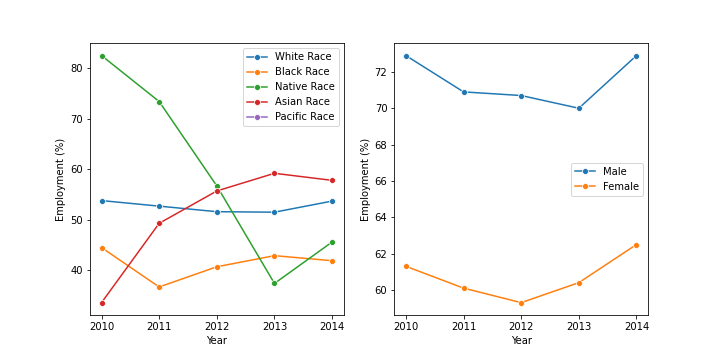 Employment (%)
80
70
60
50
40
2010 2011 2012 2013 2014
Year
White Race
Black Race
Native Race
Asian Race
Pacific Race
Employment (%)
72
70
68
66
64
62
60
2010 2011 2012 2013 2014
Year
Male
Female